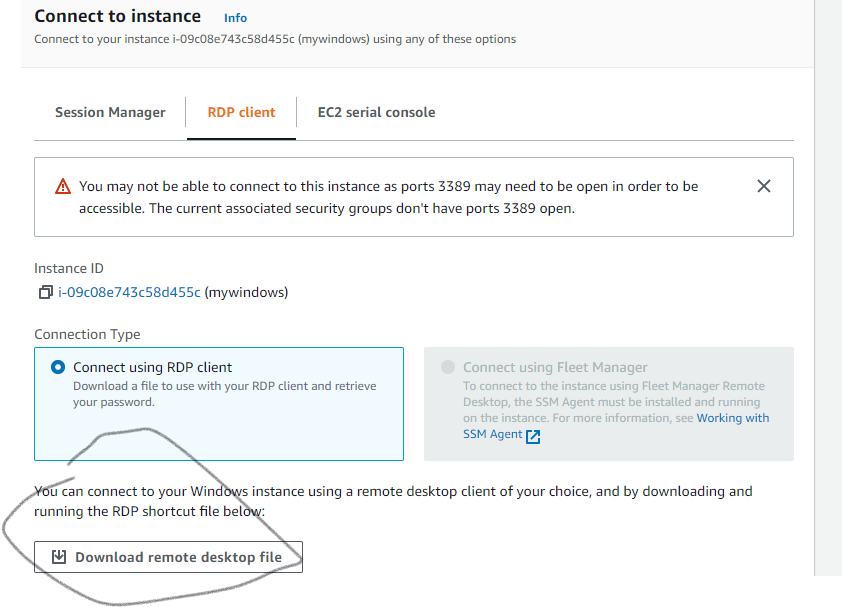 Connect to instance Info
Connect to your instance i-09c08e743c58d455c (mywindows) using any of these options
Session Manager RDP client EC2 serial console
You may not be able to connect to this instance as ports 3389 may need to be open in order to be
accessible. The current associated security groups don't have ports 3389 open.
Instance ID
i-09c08e743c58d455c (mywindows)
Connection Type
Connect using RDP client
Download a file to use with your RDP client and retrieve
your password.
Connect using Fleet Manager
To connect to the instance using Fleet Manager Remote
Desktop, the SSM Agent must be installed and running
on the instance. For more information, see Working with
SSM Agent
You can connect to your Windows instance using a remote desktop client of your choice, and by downloading and
running the RDP shortcut file below:
Download remote desktop file